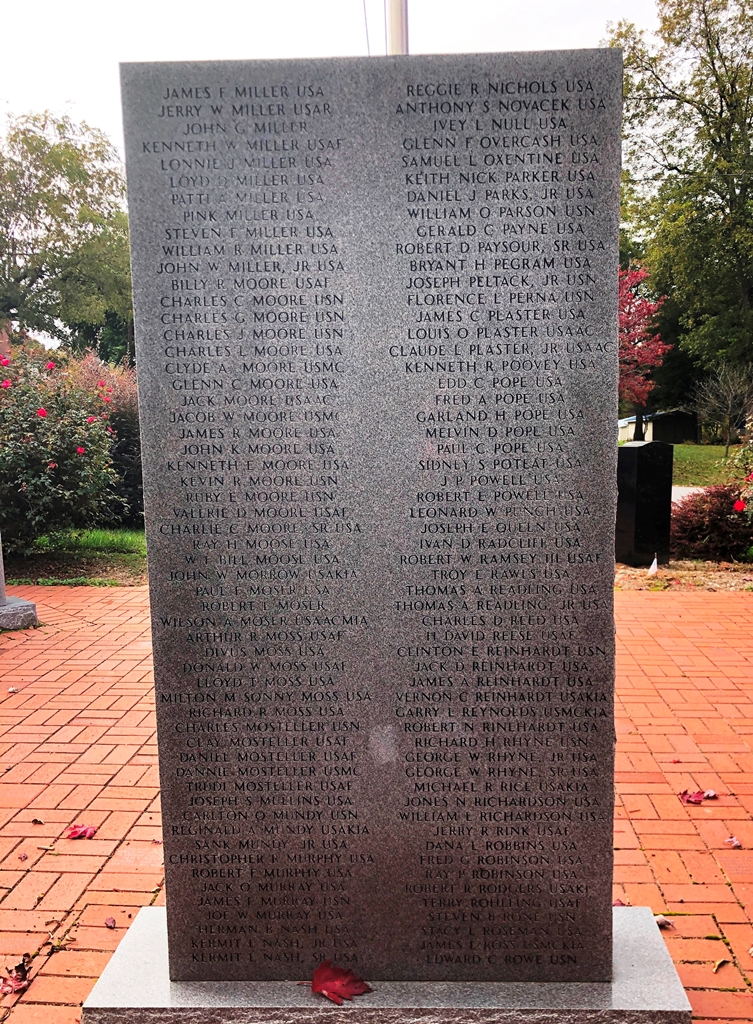 JAMES F MILLER USA
JERRY W MILLER USAR
JOHN G MILLER
KENNETH W MILLER USAF
LONNIE J MILLER USA
LOYD D MILLER USA
PATTI A MILLER USA
PINK MILLER USA
STEVEN F MILLER USA
WILLIAM R MILLER USA
JOHN W MILLER, JR USA
BILLY R MOORE USAF
CHARLES C MOORE USN
CHARLES G MOORE USN
CHARLES J MOORE USN
CHARLES L MOORE USA
CLYDE A MOORE USMC
GLENN C MOORE USA
JACK MOORE USAAC
JACOB W MOORE USMC
JAMES R MOORE USA
JOHN K MOORE USA
KENNETH E MOORE USA
KEVIN R MOORE USN
RUBY E MOORE USN
VALERIE D MOORE USAF
CHARLIE C MOORE, SR USA
RAY H MOOSE USA
W F BILL MOOSE USA
JOHN W MORROW USAKIA
PAUL F MOSER USA
ROBERT L MOSER
WILSON A MOSER USAACMIA
ARTHUR R MOSS USAF
DIVUS MOSS USA
DONALD W MOSS USAF
LLOYD T MOSS USA
MILTON M SONNY MOSS USA
RICHARD R MOSS USA
CHARLES MOSTELLER USN
CLAY MOSTELLER USAF
DANIEL MOSTELLER USAF
DANNIE MOSTELLER USMC
TRUDI MOSTELLER USAF
JOSEPH S MULLINS USA
CARLTON O MUNDY USN
REGINALD A MUNDY USAKIA
SANK MUNDY, JR USA
CHRISTOPHER R MURPHY USA
ROBERT F MURPHY USA
JACK O MURRAY USA
JAMES F MURRAY USN
JOE W MURRAY USA
HERMAN B NASH USA
KERMIT L NASH, JR USA
KERMIT L NASH, SR USA
REGGIE R NICHOLS USA
ANTHONY S NOVACEK USA
IVEY L NULL USA
GLENN F OVERCASH USA
SAMUEL L OXENTINE USA
KEITH NICK PARKER USA
DANIEL J PARKS, JR USA
WILLIAM O PARSON USN
GERALD C PAYNE USA
ROBERT D PAYSOUR, SR USA
BRYANT H PEGRAM USA
JOSEPH PELTACK, JR USN
FLORENCE L PERNA USN
JAMES C PLASTER USA
LOUIS O PLASTER USAAC
CLAUDE L PLASTER, JR USAAC
KENNETH R POOVEY USA
EDD C POPE USA
FRED A POPE USA
GARLAND H POPE USA
MELVIN D POPE USA
PAUL C POPE USA
SIDNEY S POTEAT USA
J P POWELL USA
ROBERT E POWELL USA
LEONARD W PUNCH USA
JOSEPH E QUEEN USA
IVAN D RADCLIFF USA
ROBERT W RAMSEY III USAF
TROY E RAWLS USA
THOMAS A READLING USA
THOMAS A READLING, JR USA
CHARLES D REED USA
H DAVID REESE USAF
CLINTON E REINHARDT USN
JACK D REINHARDT USA
JAMES A REINHARDT USA
VERNON C REINHARDT USAKIA
GARRY L REYNOLDS USMCKIA
ROBERT N RINEHARDT USA
RICHARD H RHYNE USN
GEORGE W RHYNE, JR USA
GEORGE W RHYNE, SR USA
MICHAEL R RICE USAKIA
JONES N RICHARDSON USA
WILLIAM L RICHARDSON USA
JERRY R RINK USAF
DANA L ROBBINS USA
FRED G ROBINSON USA
RAY P ROBINSON USA
ROBERT R RODGERS USAKF
TERRY ROHLFING USAF
STEVEN B RONE USN
STACY L ROSEMAN USA
JAMES L ROSS USMCKIA
EDWARD C ROWE USN